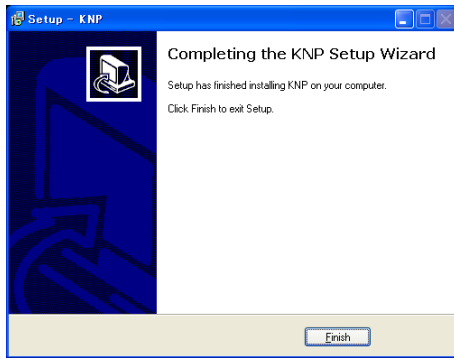 Setup - KNP
Completing the KNP Setup Wizard
Setup has finished installing KNP on your computer.
Click Finish to exit Setup.
Finish